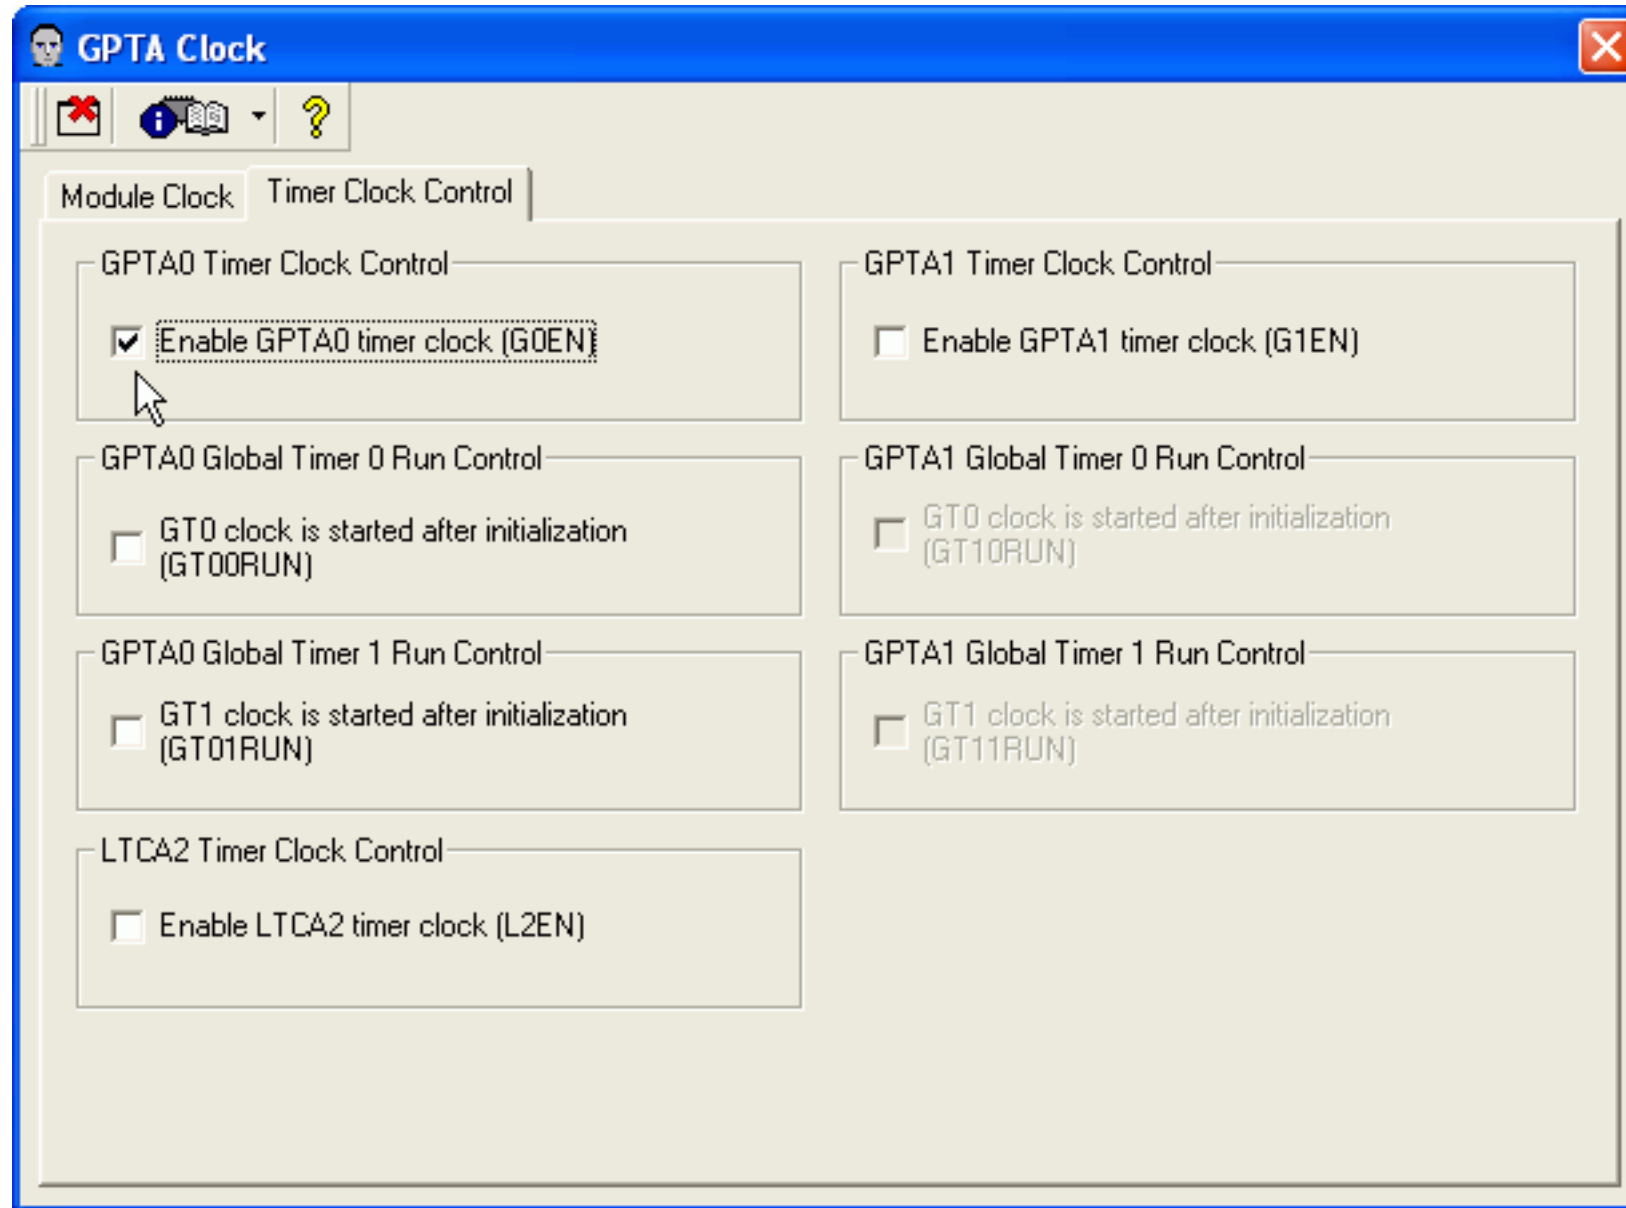 GPTA Clock
Module Clock
Timer Clock Control
GPTA0 Timer Clock Control
Enable GPTA0 timer clock (G0EN)
GPTA1 Timer Clock Control
Enable GPTA1 timer clock (G1EN)
GPTA0 Global Timer 0 Run Control
GT0 clock is started after initialization
(GT00RUN)
GPTA1 Global Timer 0 Run Control
GT0 clock is started after initialization
(GT10RUN)
GPTA0 Global Timer 1 Run Control
GT1 clock is started after initialization
(GT01RUN)
GPTA1 Global Timer 1 Run Control
GT1 clock is started after initialization
(GT11RUN)
LTCA2 Timer Clock Control
Enable LTCA2 timer clock (L2EN)